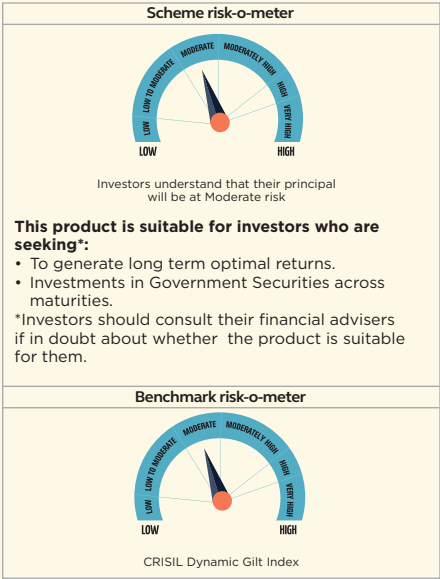 Scheme risk-o-meter
LOW
LOW TO MODERATE
MODERATE
MODERATELY HIGH
HIGH
VERY HIGH
LOW
HIGH
Investors understand that their principal
will be at Moderate risk
This product is suitable for investors who are
seeking*:
• To generate long term optimal returns.
• Investments in Government Securities across
maturities.
*Investors should consult their financial advisers
if in doubt about whether the product is suitable
for them.
Benchmark risk-o-meter
LOW
LOW TO MODERATE
MODERATE
MODERATELY HIGH
HIGH
VERY HIGH
LOW
HIGH
CRISIL Dynamic Gilt Index